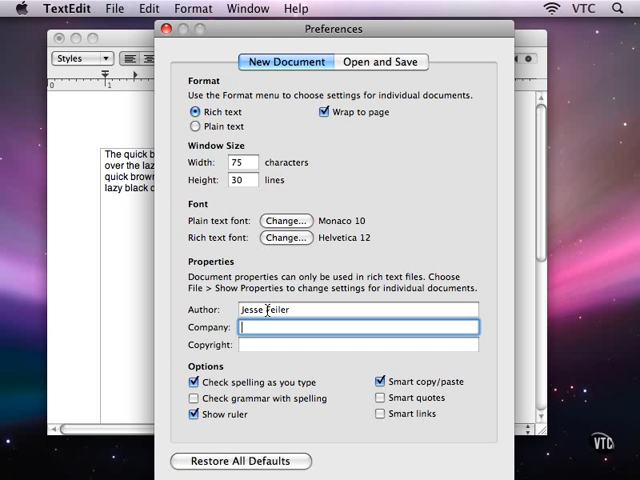 TextEdit File Edit Format Window Help VTC
Preferences
Styles
New Document Open and Save
0 1
Format
Use the Format menu to choose settings for individual documents.
Rich text Wrap to page
Plain text
Window Size
The quick b
over the laz
quick brown
lazy black d
Width: 75 characters
Height: 30 lines
Font
Plain text font: Change... Monaco 10
Rich text font: Change... Helvetica 12
Properties
Document properties can only be used in rich text files. Choose
File > Show Properties to change settings for individual documents.
Author: Jesse Feiler
Company:
Copyright:
Options
Check spelling as you type Smart copy/paste
Check grammar with spelling Smart quotes
Show ruler Smart links
VTC
Restore All Defaults